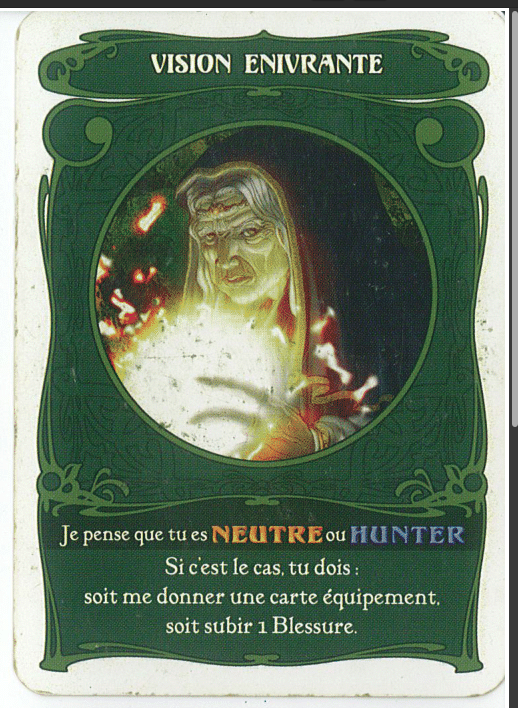 VISION ENIVRANTE
Je pense que tu es NEUTRE ou HUNTER
Si c'est le cas, tu dois :
soit me donner une carte équipement,
soit subir 1 Blessure.